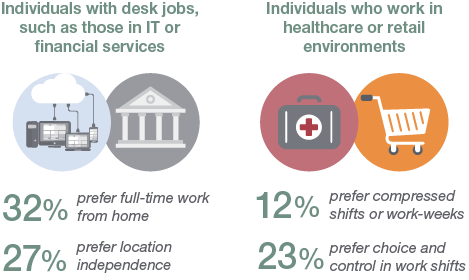 Individuals with desk jobs,
such as those in IT or
financial services
32% prefer full-time work
from home
27% prefer location
independence
Individuals who work in
healthcare or retail
environments
12% prefer compressed
shifts or work-weeks
23% prefer choice and
control in work shifts